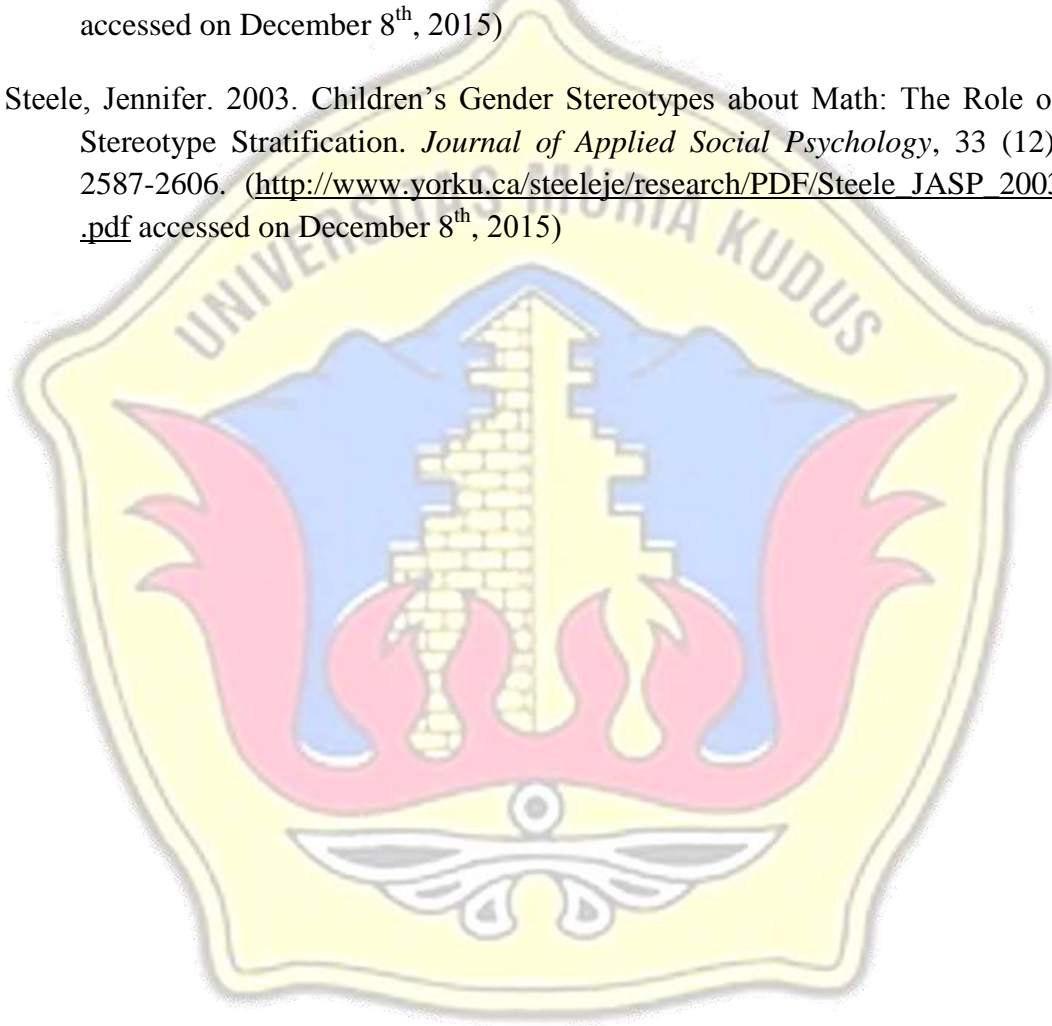 accessed on December 8th, 2015)
Steele, Jennifer. 2003. Children's Gender Stereotypes about Math: The Role o
Stereotype Stratification. Journal of Applied Social Psychology, 33 (12)
2587-2606. (http://www.yorku.ca/steeleje/research/PDF/Steele_JASP_2003
.pdf accessed on December 8th, 2015)
UNIVERSITAS MURIA KUDUS